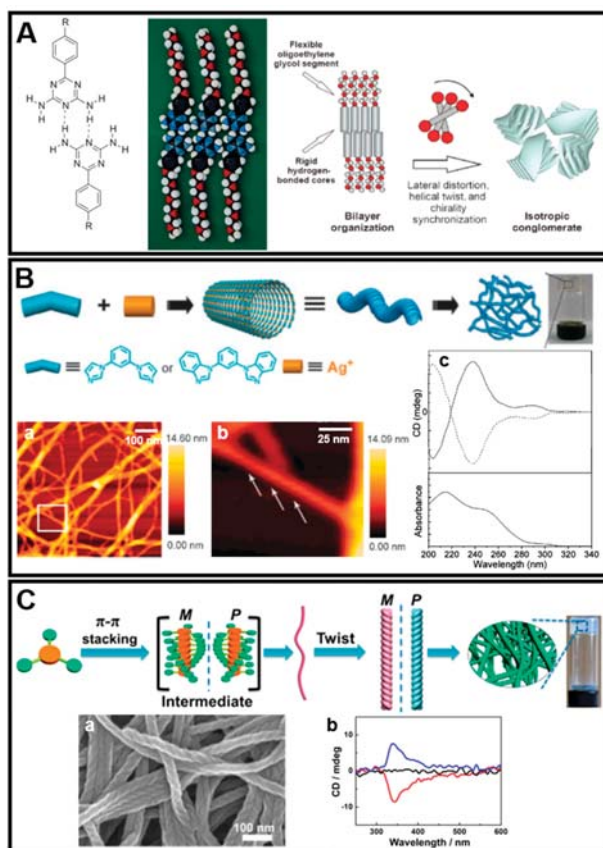 A
R
N
N
N
N
H
H
N
H
N
H
H
N
H
H
N
H
N
N
N
R
Flexible
oligoethylene
glycol segment
Rigid
hydrogen-
bonded cores
Bilayer
organization
Lateral distortion,
helical twist, and
chirality
synchronization
Isotropic
conglomerate
B
+
≡
≡
or
≡ Ag⁺
a
100 nm
14.60 nm
0.00 nm
b
25 nm
14.09 nm
0.00 nm
c
CD (mdeg)
0
Absorbance
200 220 240 260 280 300 320 340
Wavelength (nm)
C
π-π
stacking
M P
Intermediate
Twist
M P
a
100 nm
b
CD / mdeg
10
0
-10
300 400 500 600
Wavelength / nm